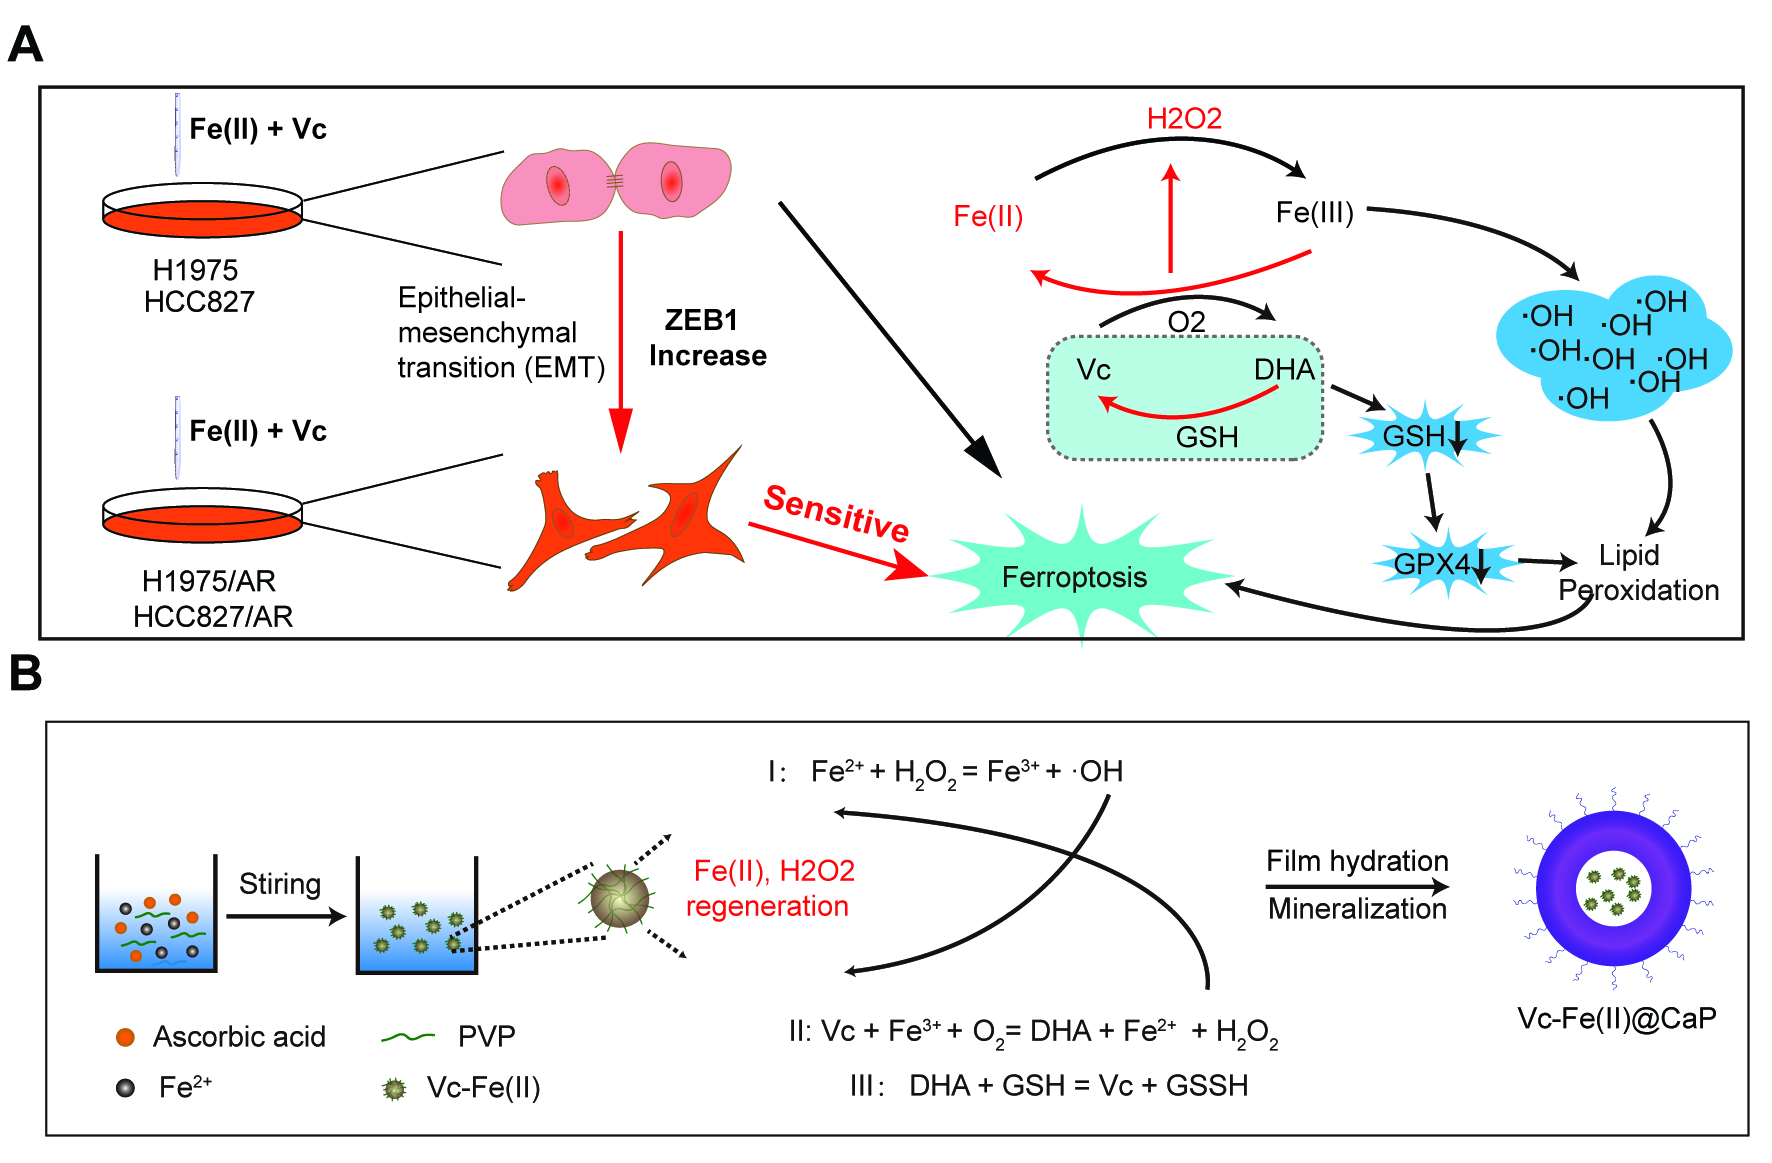 A
Fe(II) + Vc
H1975
HCC827
Epithelial-
mesenchymal
transition (EMT)
ZEB1
Increase
Fe(II) + Vc
H1975/AR
HCC827/AR
Sensitive
Ferroptosis
H2O2
Fe(II)
Fe(III)
O2
Vc
DHA
GSH
·OH
·OH
·OH
·OH
·OH
·OH
·OH
·OH
GSH
GPX4
Lipid
Peroxidation
B
Stiring
Ascorbic acid
PVP
Fe²⁺
Vc-Fe(II)
Fe(II), H2O2
regeneration
I: Fe²⁺ + H₂O₂ = Fe³⁺ + ·OH
II: Vc + Fe³⁺ + O₂= DHA + Fe²⁺ + H₂O₂
III: DHA + GSH = Vc + GSSH
Film hydration
Mineralization
Vc-Fe(II)@CaP